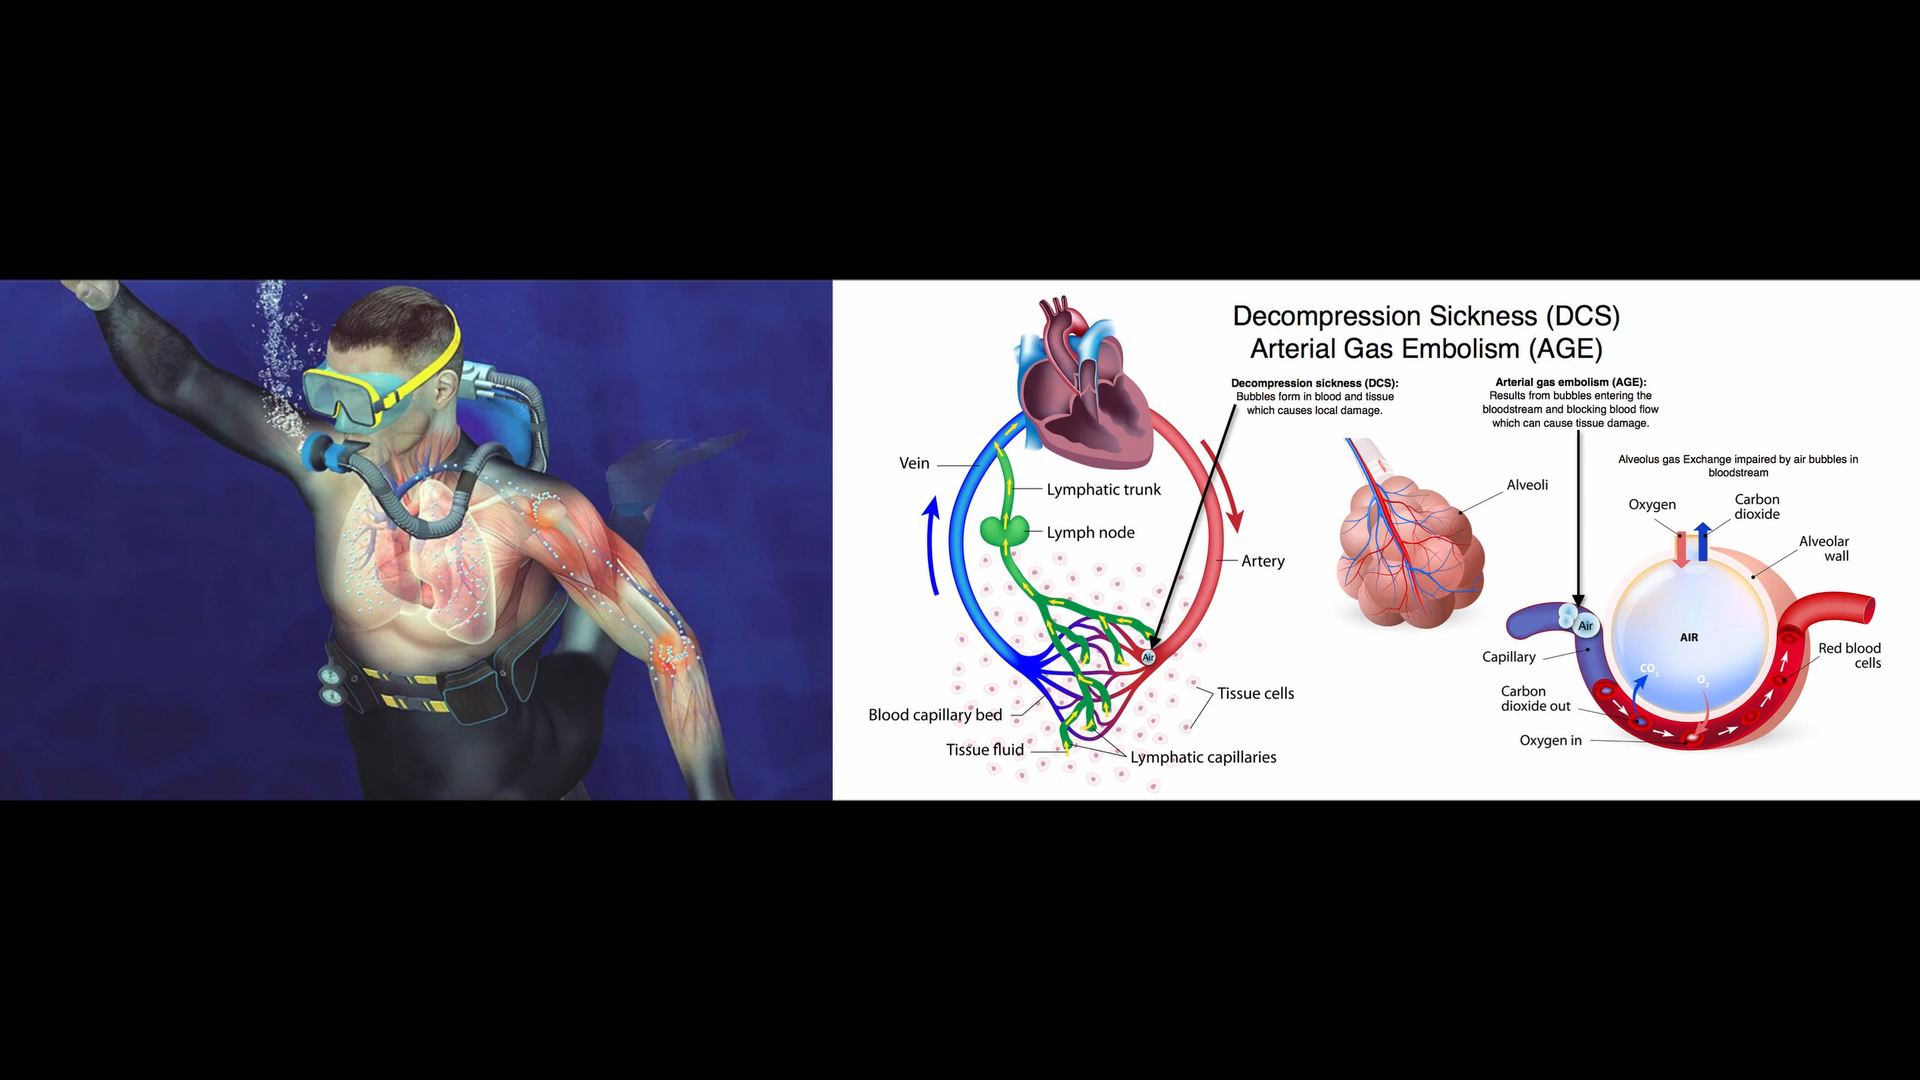 Decompression Sickness (DCS)
Arterial Gas Embolism (AGE)
Decompression sickness (DCS):
Bubbles form in blood and tissue
which causes local damage.
Arterial gas embolism (AGE):
Results from bubbles entering the
bloodstream and blocking blood flow
which can cause tissue damage.
Vein
Lymphatic trunk
Lymph node
Artery
Air
Tissue cells
Blood capillary bed
Tissue fluid
Lymphatic capillaries
Alveoli
Alveolus gas Exchange impaired by air bubbles in
bloodstream
Oxygen
Carbon
dioxide
Alveolar
wall
Air
AIR
Capillary
Red blood
cells
CO2
O2
Carbon
dioxide out
Oxygen in